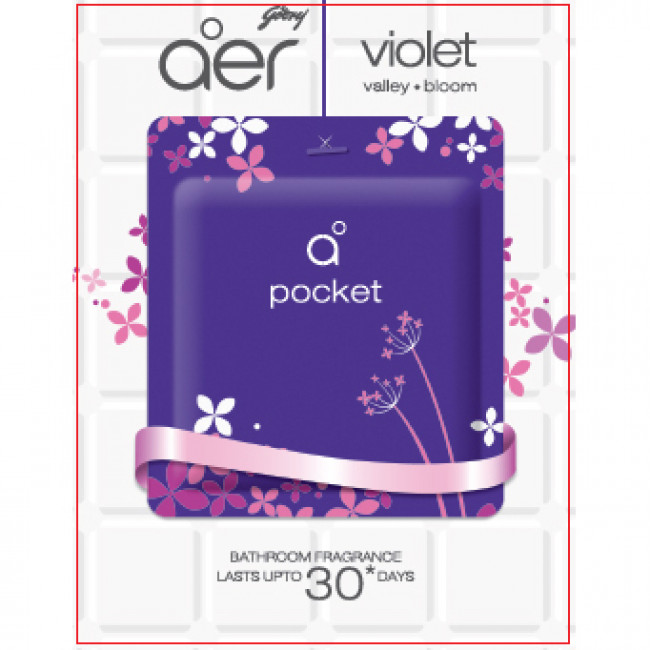 Godrej
aer
violet
valley • bloom
a°
pocket
BATHROOM FRAGRANCE
LASTS UPTO 30* DAYS